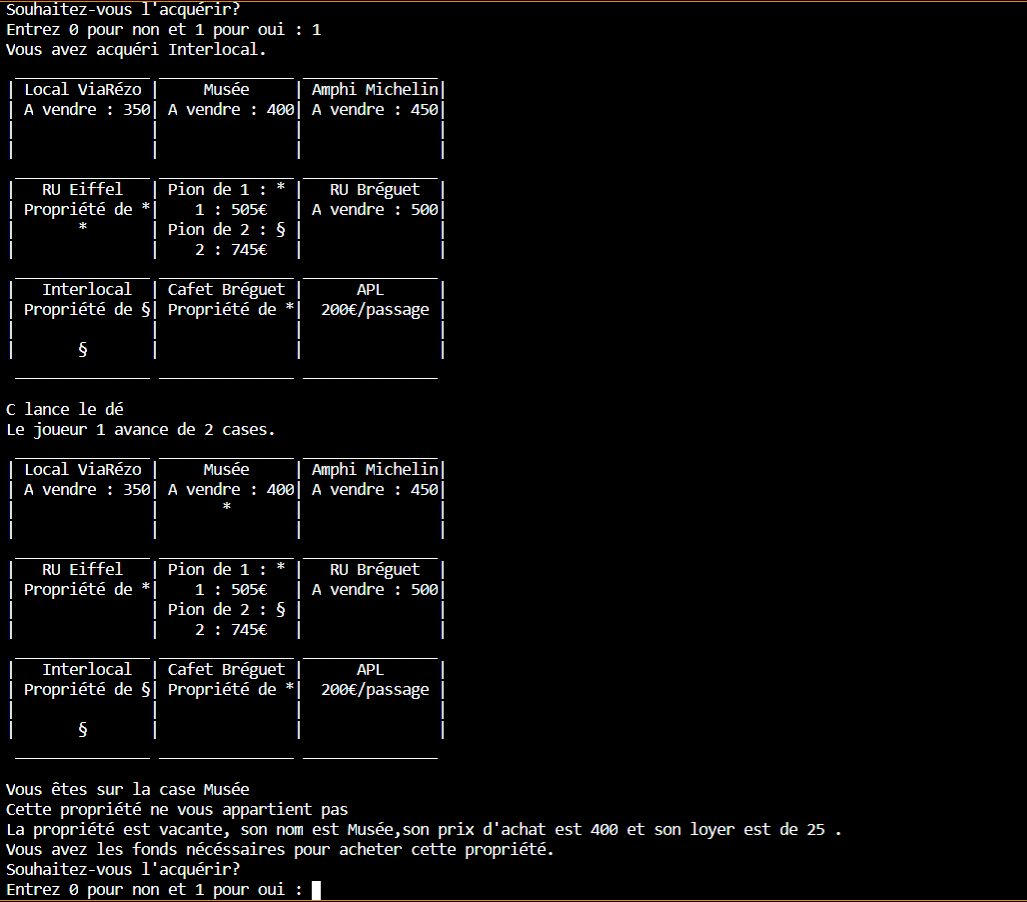 Souhaitez-vous l'acquérir?
Entrez 0 pour non et 1 pour oui : 1
Vous avez acquéri Interlocal.
| Local ViaRézo | Musée | Amphi Michelin|
| A vendre : 350| A vendre : 400| A vendre : 450|
| RU Eiffel | Pion de 1 : * | RU Bréguet |
| Propriété de *| 1 : 505€ | A vendre : 500|
| * | Pion de 2 : § | |
| | 2 : 745€ | |
| Interlocal | Cafet Bréguet | APL |
| Propriété de §| Propriété de *| 200€/passage |
| § | | |
C lance le dé
Le joueur 1 avance de 2 cases.
| Local ViaRézo | Musée | Amphi Michelin|
| A vendre : 350| A vendre : 400| A vendre : 450|
| | * | |
| RU Eiffel | Pion de 1 : * | RU Bréguet |
| Propriété de *| 1 : 505€ | A vendre : 500|
| | Pion de 2 : § | |
| | 2 : 745€ | |
| Interlocal | Cafet Bréguet | APL |
| Propriété de §| Propriété de *| 200€/passage |
| § | | |
Vous êtes sur la case Musée
Cette propriété ne vous appartient pas
La propriété est vacante, son nom est Musée,son prix d'achat est 400 et son loyer est de 25 .
Vous avez les fonds nécéssaires pour acheter cette propriété.
Souhaitez-vous l'acquérir?
Entrez 0 pour non et 1 pour oui :